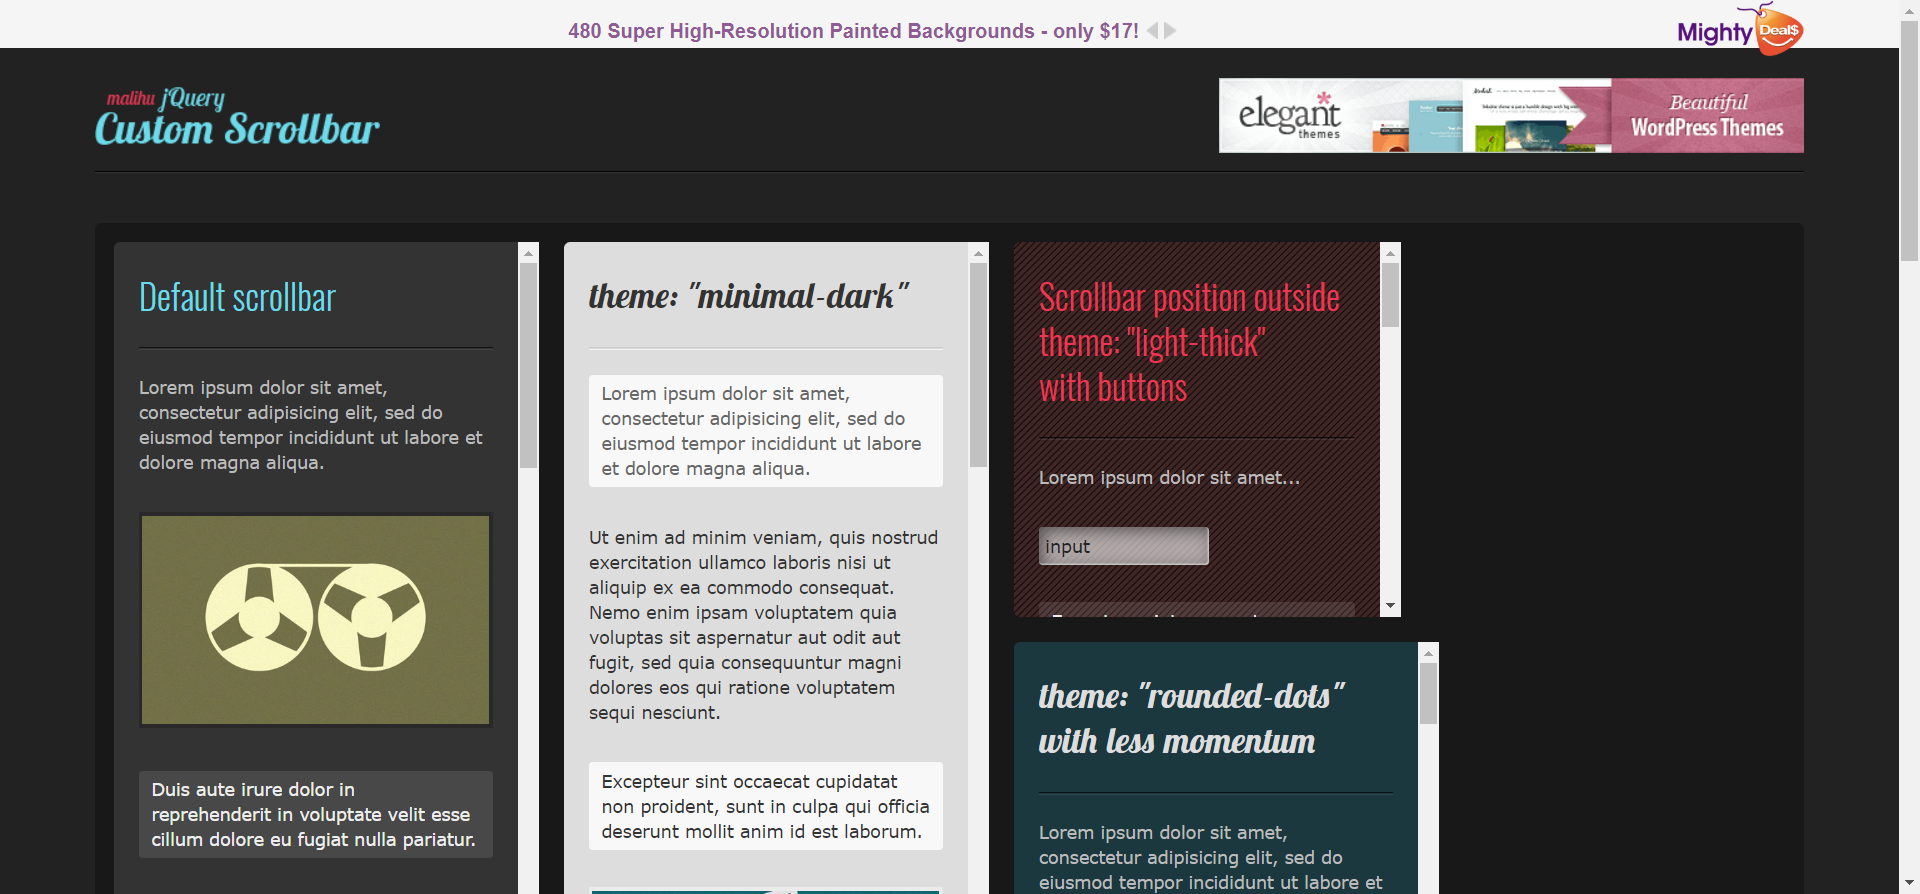 480 Super High-Resolution Painted Backgrounds - only $17!
Mighty Deal$
malihu jQuery
Custom Scrollbar
elegant
themes
Beautiful
WordPress Themes
Default scrollbar
Lorem ipsum dolor sit amet,
consectetur adipisicing elit, sed do
eiusmod tempor incididunt ut labore et
dolore magna aliqua.
Duis aute irure dolor in
reprehenderit in voluptate velit esse
cillum dolore eu fugiat nulla pariatur.
theme: "minimal-dark"
Lorem ipsum dolor sit amet,
consectetur adipisicing elit, sed do
eiusmod tempor incididunt ut labore
et dolore magna aliqua.
Ut enim ad minim veniam, quis nostrud
exercitation ullamco laboris nisi ut
aliquip ex ea commodo consequat.
Nemo enim ipsam voluptatem quia
voluptas sit aspernatur aut odit aut
fugit, sed quia consequuntur magni
dolores eos qui ratione voluptatem
sequi nesciunt.
Excepteur sint occaecat cupidatat
non proident, sunt in culpa qui officia
deserunt mollit anim id est laborum.
Scrollbar position outside
theme: "light-thick"
with buttons
Lorem ipsum dolor sit amet...
input
theme: "rounded-dots"
with less momentum
Lorem ipsum dolor sit amet,
consectetur adipisicing elit, sed do
eiusmod tempor incididunt ut labore et